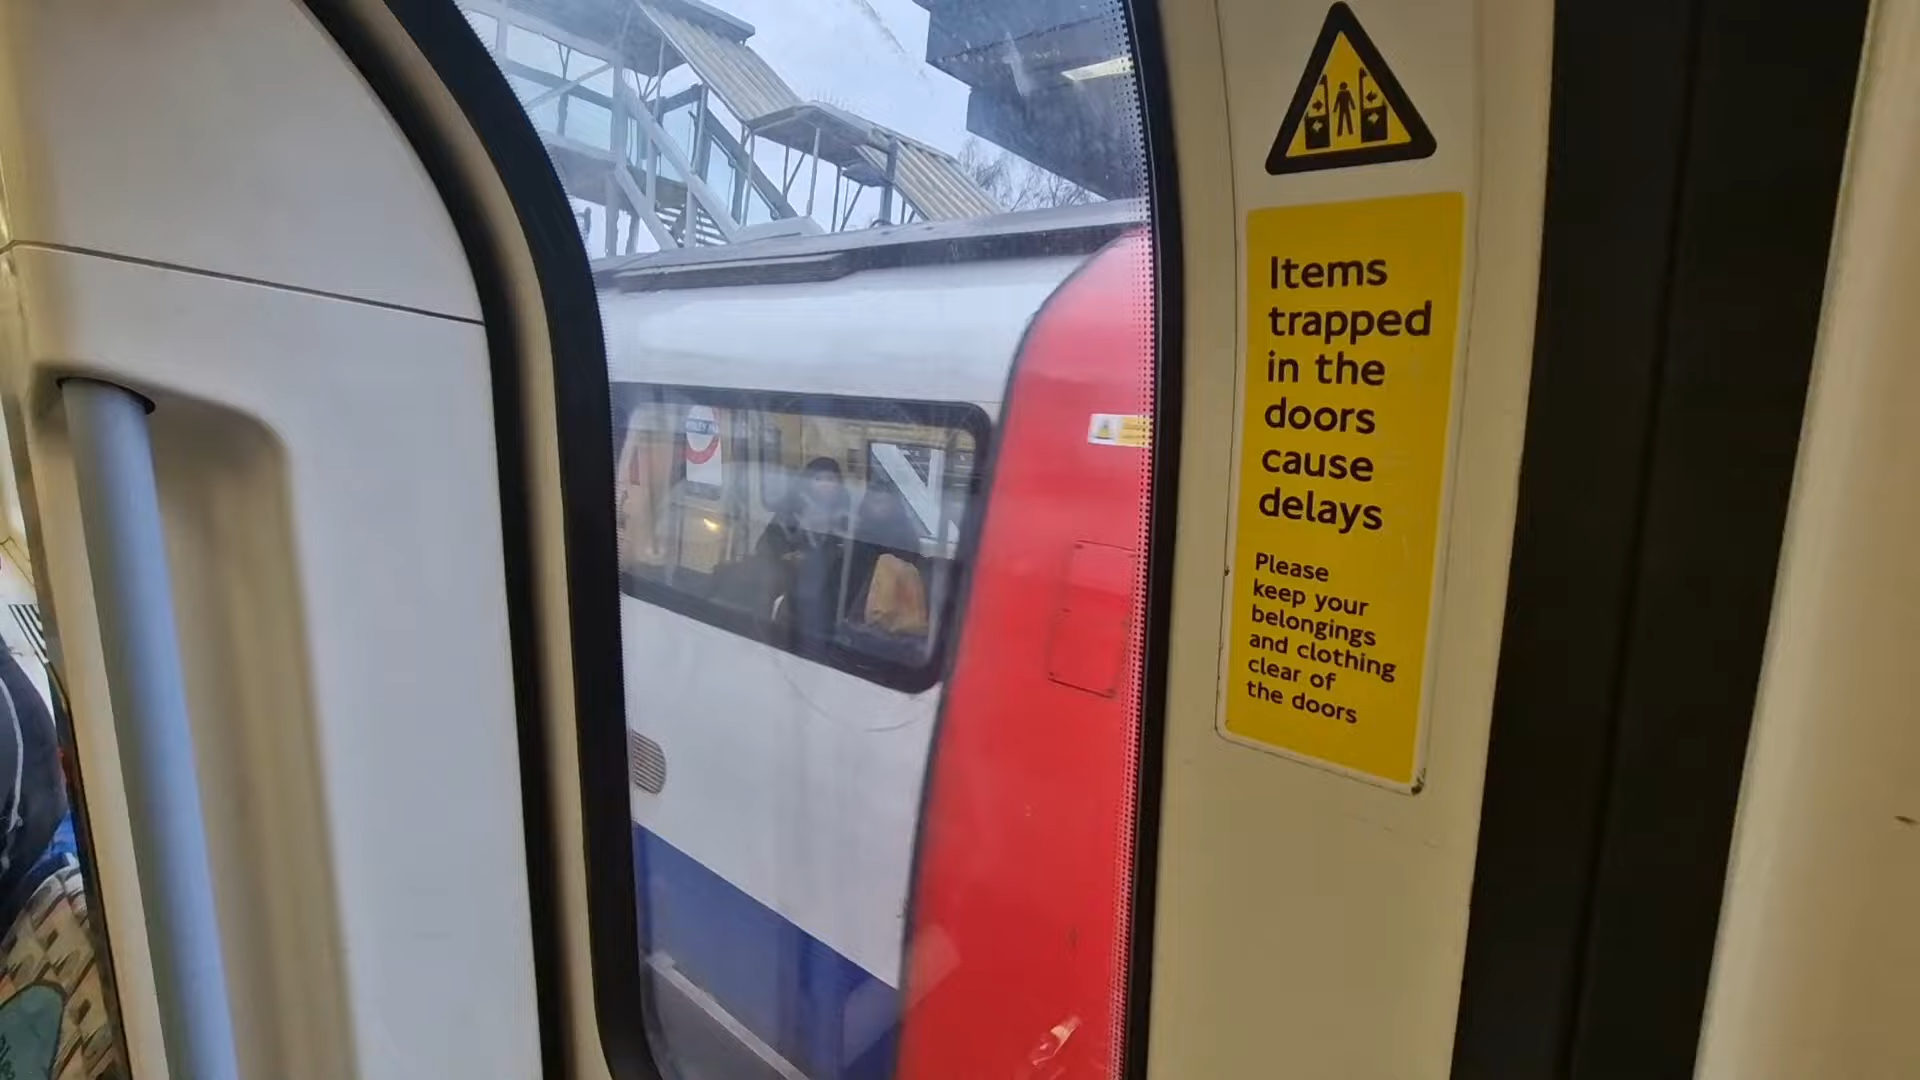 Items
trapped
in the
doors
cause
delays
Please
keep your
belongings
and clothing
clear of
the doors